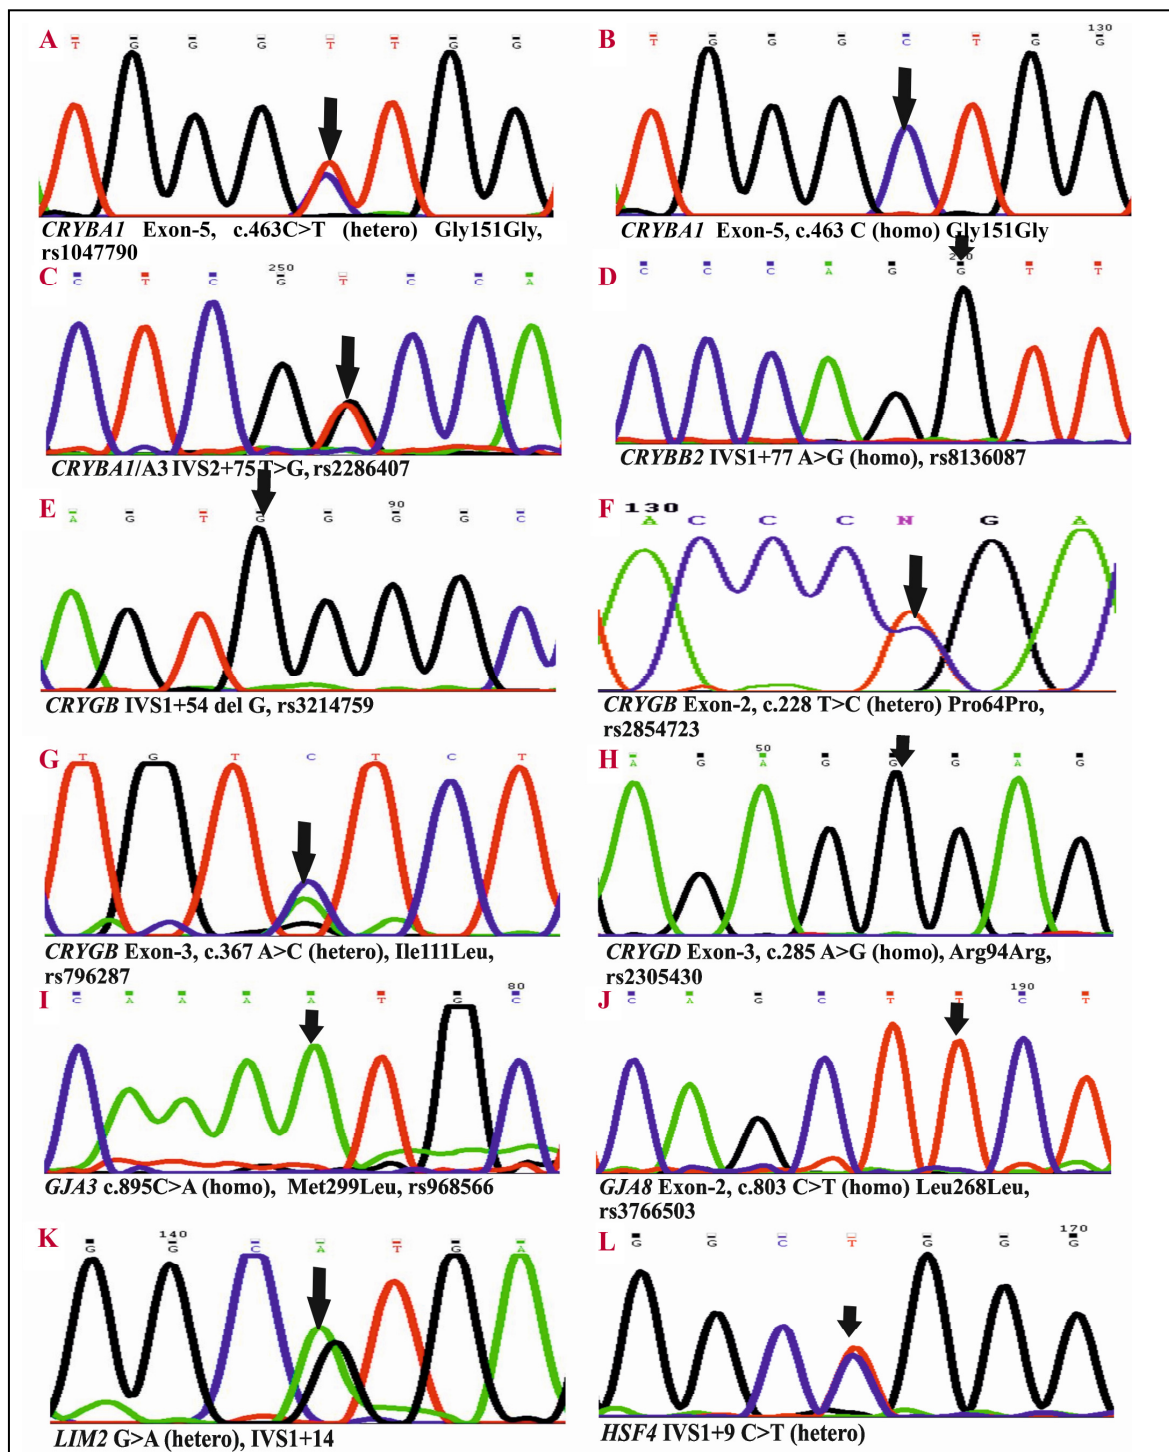 A
T G G G T T G G
CRYBA1 Exon-5, c.463C>T (hetero) Gly151Gly,
rs1047790
B
130
T G G G C T G G
CRYBA1 Exon-5, c.463 C (homo) Gly151Gly
C
250
C T C G T C C A
CRYBA1/A3 IVS2+75 T>G, rs2286407
D
C C C A G G T T
CRYBB2 IVS1+77 A>G (homo), rs8136087
E
90
A G T G G G G C
CRYGB IVS1+54 del G, rs3214759
F
130
A C C C N G A
CRYGB Exon-2, c.228 T>C (hetero) Pro64Pro,
rs2854723
G
T G T C T C T
CRYGB Exon-3, c.367 A>C (hetero), Ile111Leu,
rs796287
H
50
A G A G G G A G
CRYGD Exon-3, c.285 A>G (homo), Arg94Arg,
rs2305430
I
80
C A A A A T G C
GJA3 c.895C>A (homo), Met299Leu, rs968566
J
190
C A G C T T C T
GJA8 Exon-2, c.803 C>T (homo) Leu268Leu,
rs3766503
K
140
G G C A T G A
LIM2 G>A (hetero), IVS1+14
L
170
G G C T G G G
HSF4 IVS1+9 C>T (hetero)